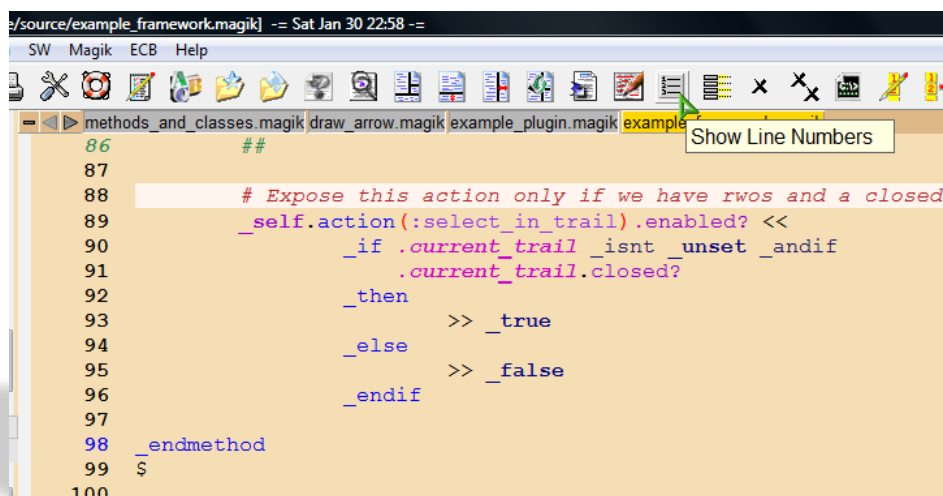 e/source/example_framework.magik] -= Sat Jan 30 22:58 -=
SW Magik ECB Help
methods_and_classes.magik draw_arrow.magik example_plugin.magik
Show Line Numbers
86 ##
87
88 # Expose this action only if we have rwos and a closed
89 _self.action(:select_in_trail).enabled? <<
90 _if .current_trail _isnt _unset _andif
91 .current_trail.closed?
92 _then
93 >> _true
94 _else
95 >> _false
96 _endif
97
98 _endmethod
99 $
100